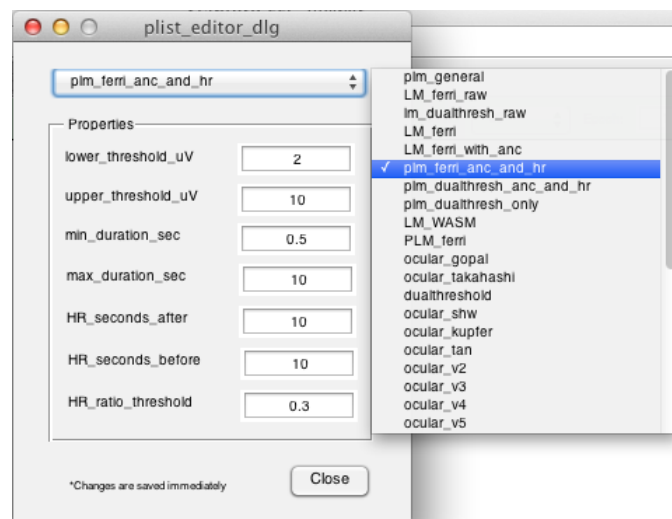 plist_editor_dlg
plm_ferri_anc_and_hr
Properties
lower_threshold_uV 2
upper_threshold_uV 10
min_duration_sec 0.5
max_duration_sec 10
HR_seconds_after 10
HR_seconds_before 10
HR_ratio_threshold 0.3
*Changes are saved immediately
Close
plm_general
LM_ferri_raw
lm_dualthresh_raw
LM_ferri
LM_ferri_with_anc
✓ plm_ferri_anc_and_hr
plm_dualthresh_anc_and_hr
plm_dualthresh_only
LM_WASM
PLM_ferri
ocular_gopal
ocular_takahashi
dualthreshold
ocular_shw
ocular_kupfer
ocular_tan
ocular_v2
ocular_v3
ocular_v4
ocular_v5